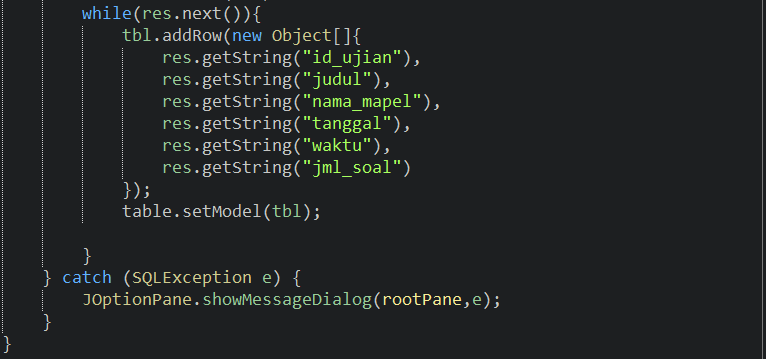 while(res.next()){
tbl.addRow(new Object[]{
res.getString("id_ujian"),
res.getString("judul"),
res.getString("nama_mapel"),
res.getString("tanggal"),
res.getString("waktu"),
res.getString("jml_soal")
});
table.setModel(tbl);
}
} catch (SQLException e) {
JOptionPane.showMessageDialog(rootPane,e);
}
}